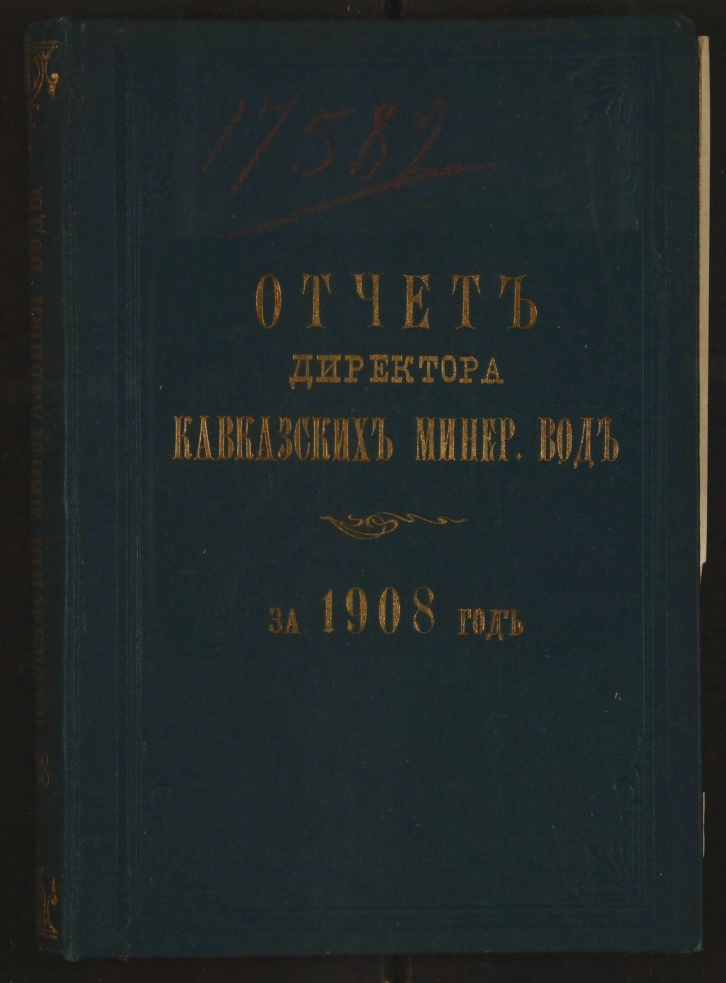 17582
ОТЧЕТЪ
ДИРЕКТОРА
КАВКАЗСКИХЪ МИНЕР. ВОДЪ
ЗА 1908 ГОДЪ